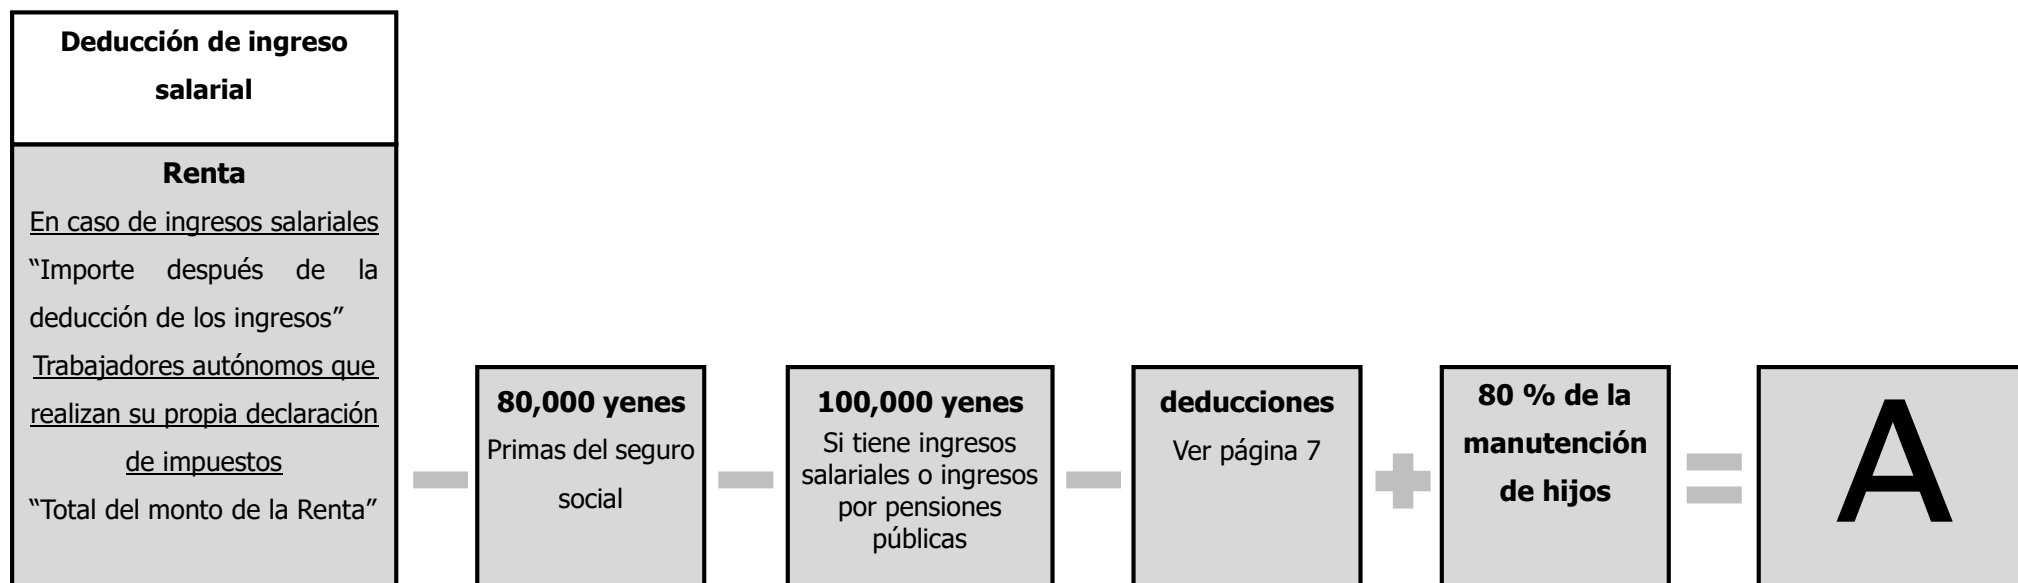 Deducción de ingreso
salarial
Renta
En caso de ingresos salariales
“Importe después de la
deducción de los ingresos”
Trabajadores autónomos que
realizan su propia declaración
de impuestos
“Total del monto de la Renta”
80,000 yenes
Primas del seguro
social
100,000 yenes
Si tiene ingresos
salariales o ingresos
por pensiones
públicas
deducciones
Ver página 7
80 % de la
manutención
de hijos
A